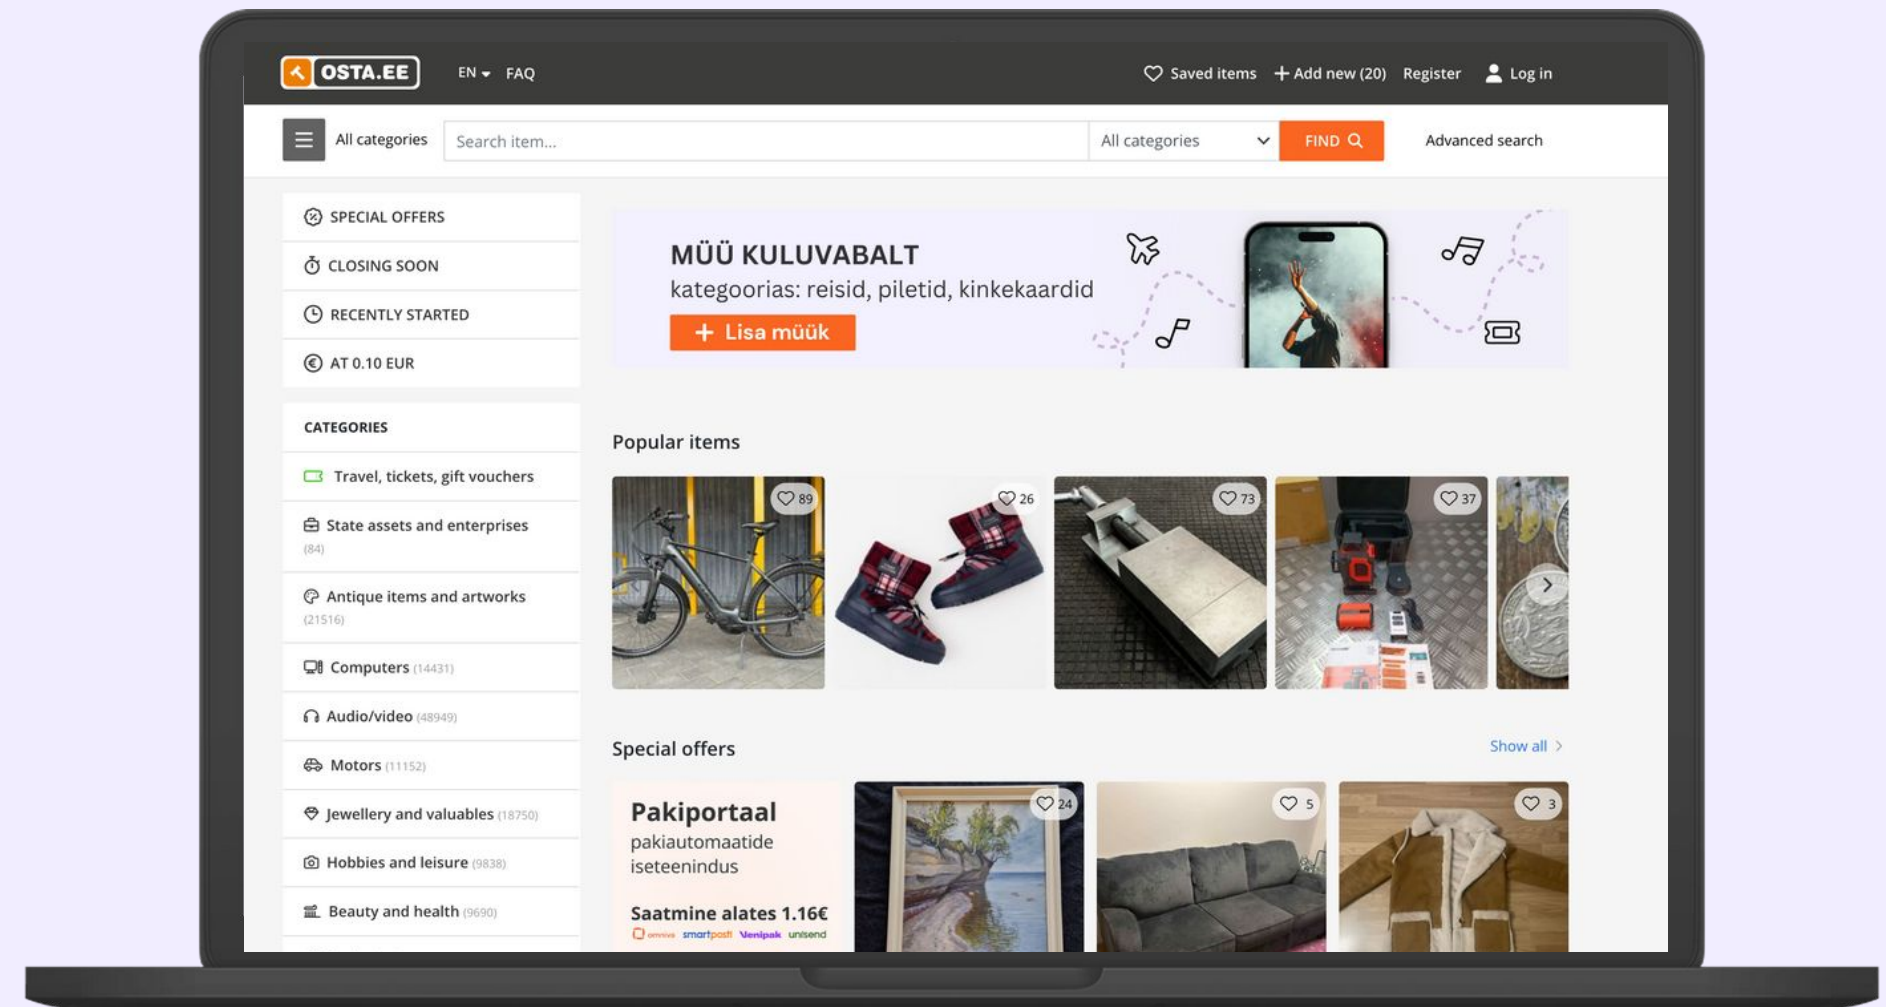 OSTA.EE
EN
FAQ
Saved items
+ Add new (20)
Register
Log in
All categories
Search item...
All categories
FIND
Advanced search
SPECIAL OFFERS
CLOSING SOON
RECENTLY STARTED
AT 0.10 EUR
CATEGORIES
Travel, tickets, gift vouchers
State assets and enterprises
(84)
Antique items and artworks
(21516)
Computers (14431)
Audio/video (48949)
Motors (11152)
Jewellery and valuables (18750)
Hobbies and leisure (9838)
Beauty and health (9690)
MÜÜ KULUVABALT
kategoorias: reisid, piletid, kinkekaardid
+ Lisa müük
Popular items
89
26
73
37
Special offers
Show all
Pakiportaal
pakiautomaatide
iseteenindus
Saatmine alates 1.16€
omniva smartposti Venipak unisend
24
5
3